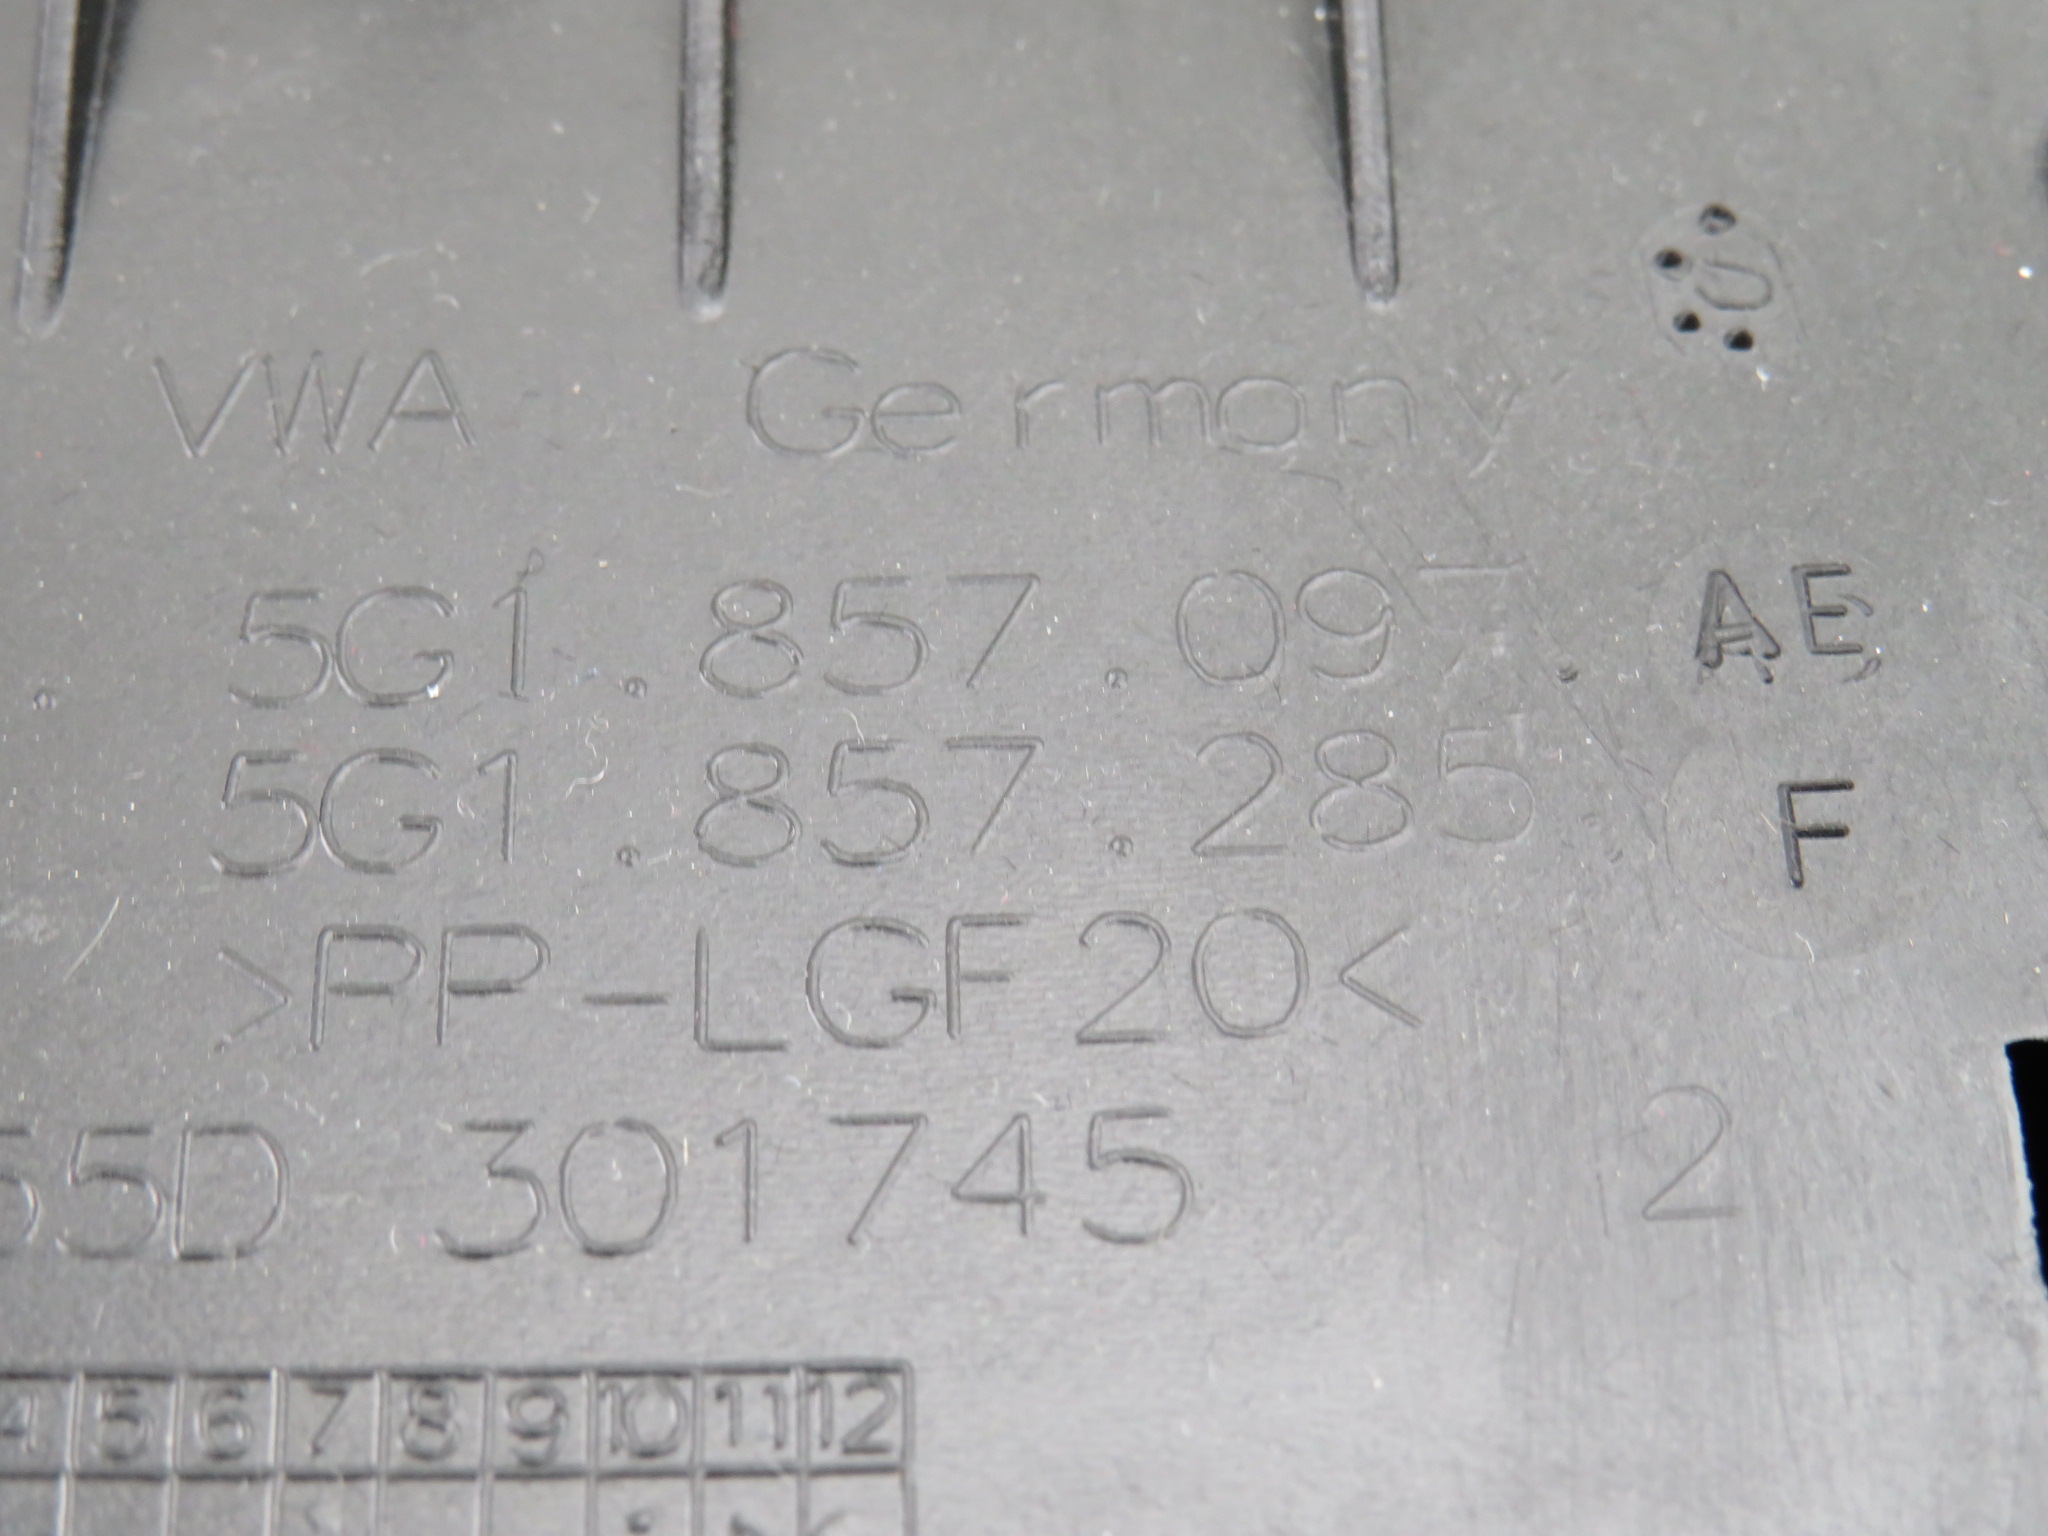 VWA Germany
. 5G1.857.097. AE
5G1.857.285. F
>PP-LGF20<
55D 301745 2
4 5 6 7 8 9 10 11 12